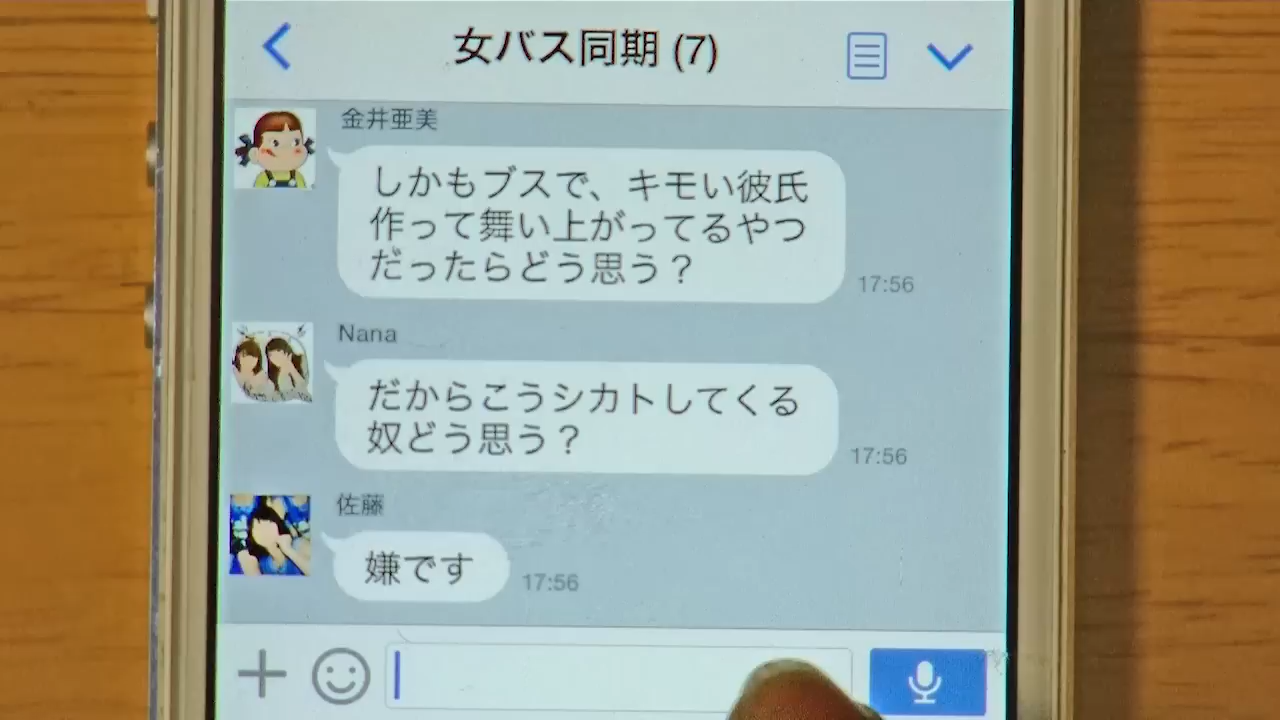 女バス同期 (7)
金井亜美
しかもブスで、キモい彼氏
作って舞い上がってるやつ
だったらどう思う？
17:56
Nana
だからこうシカトしてくる
奴どう思う？
17:56
佐藤
嫌です
17:56